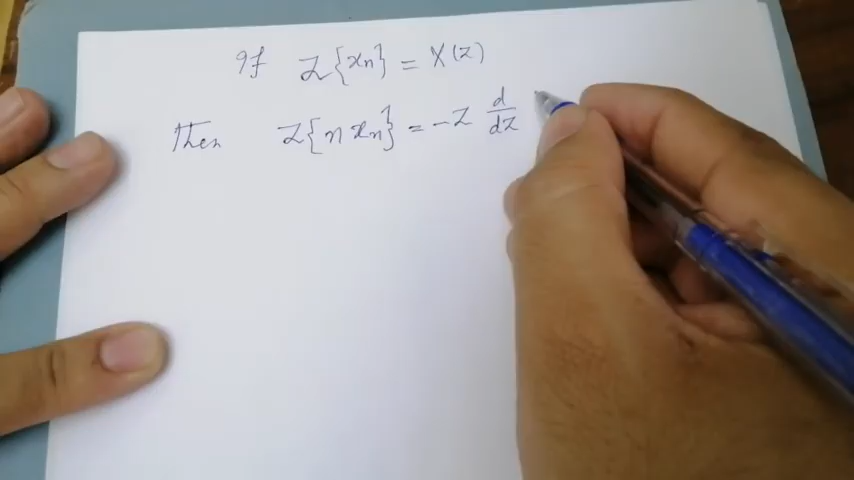 If Z{xn} = X(z)
Then Z{n xn} = -z d/dz